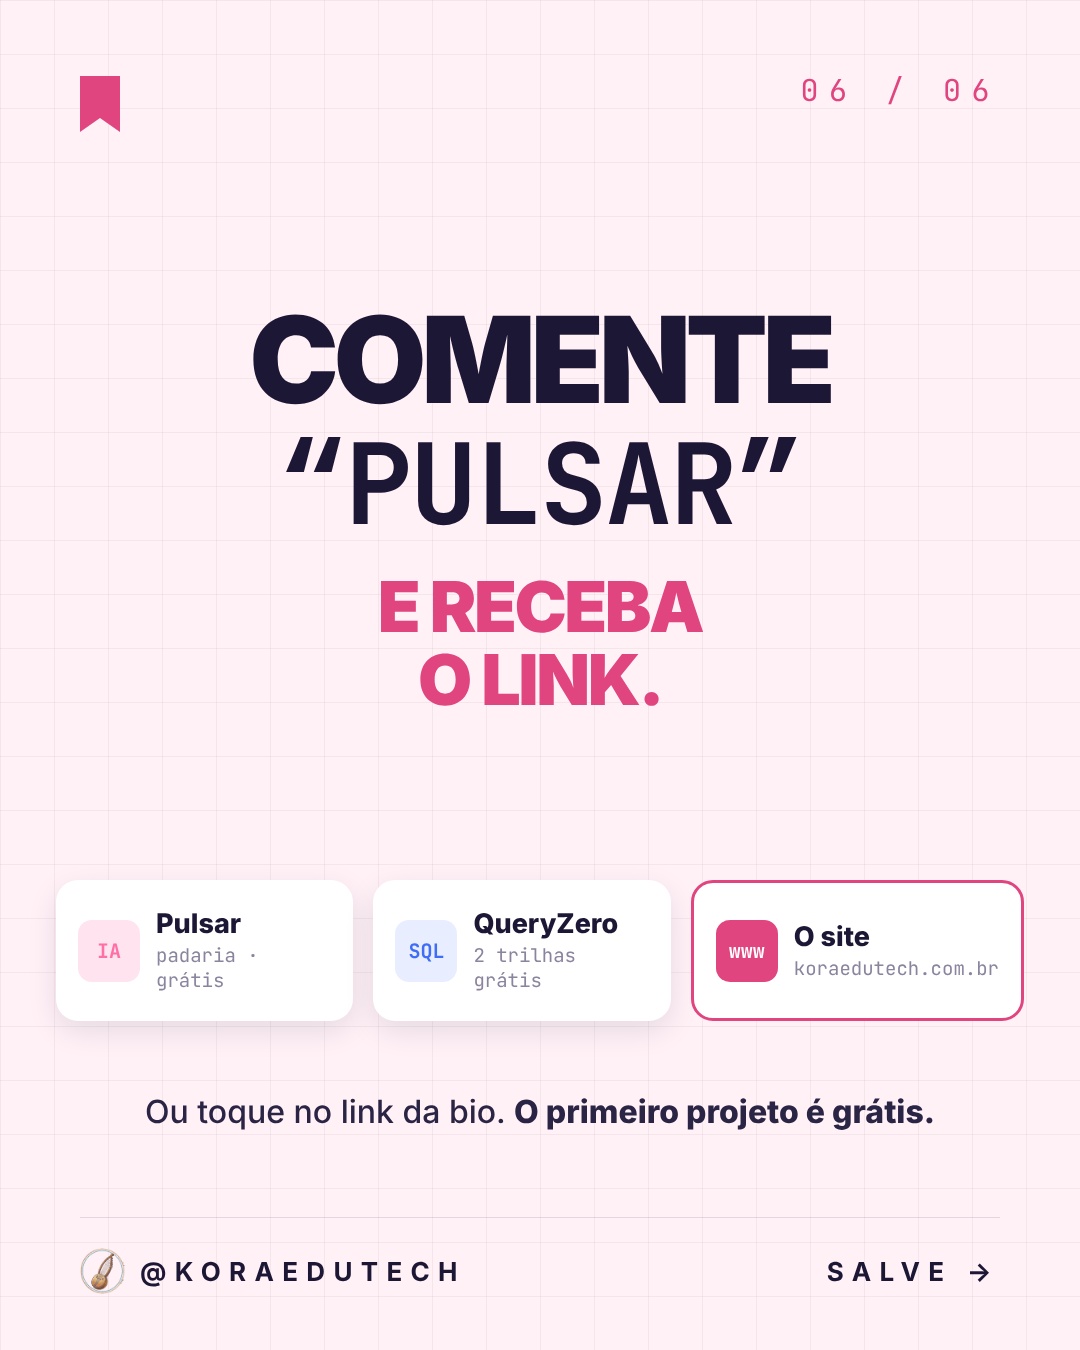 06 / 06
COMENTE
“PULSAR”
E RECEBA
O LINK.
IA
Pulsar
padaria ·
grátis
SQL
QueryZero
2 trilhas
grátis
WWW
O site
koraedutech.com.br
Ou toque no link da bio. O primeiro projeto é grátis.
@KORAEDUTECH
SALVE →